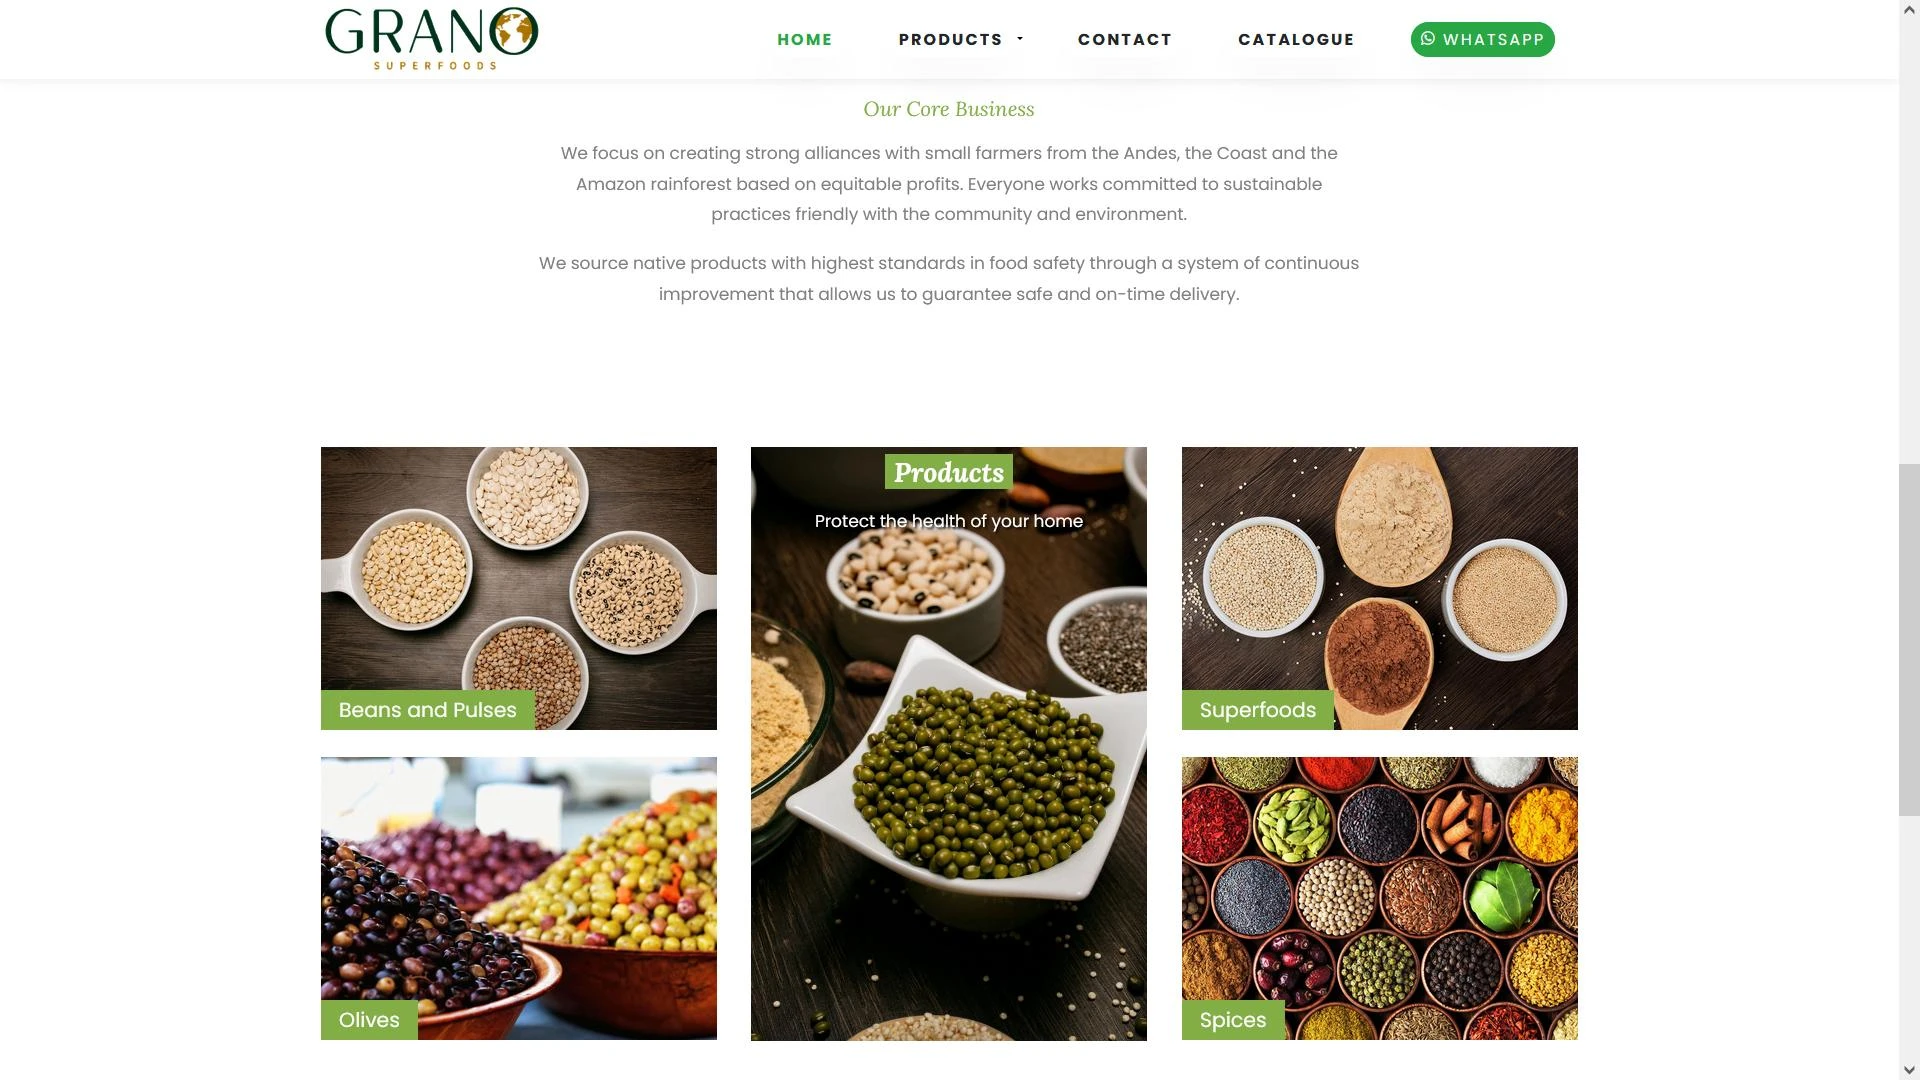 GRANO
SUPERFOODS
HOME
PRODUCTS
CONTACT
CATALOGUE
WHATSAPP
Our Core Business
We focus on creating strong alliances with small farmers from the Andes, the Coast and the
Amazon rainforest based on equitable profits. Everyone works committed to sustainable
practices friendly with the community and environment.
We source native products with highest standards in food safety through a system of continuous
improvement that allows us to guarantee safe and on-time delivery.
Beans and Pulses
Products
Protect the health of your home
Superfoods
Olives
Spices